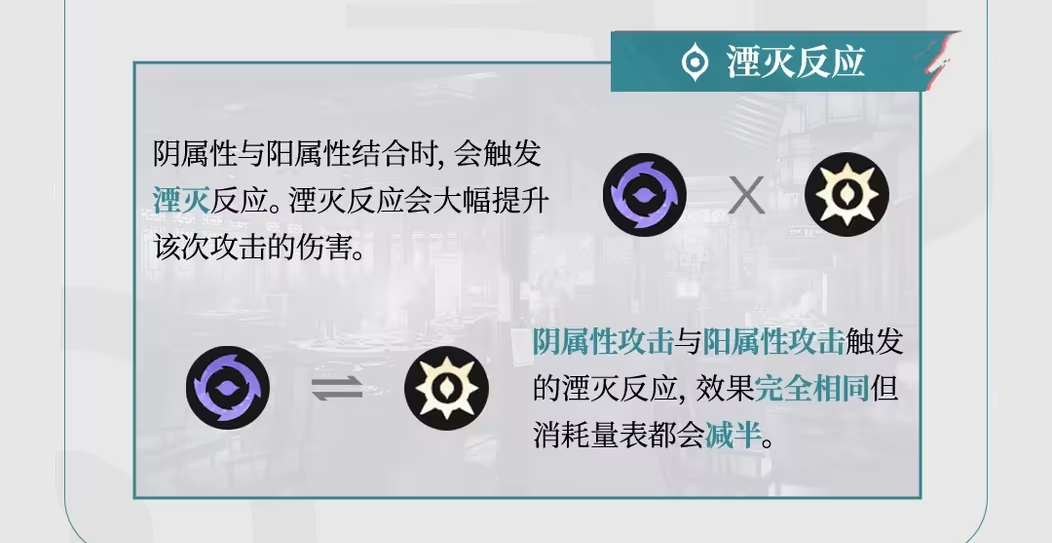 湮灭反应
阴属性与阳属性结合时, 会触发
湮灭反应。湮灭反应会大幅提升
该次攻击的伤害。
阴属性攻击与阳属性攻击触发
的湮灭反应, 效果完全相同但
消耗量表都会减半。